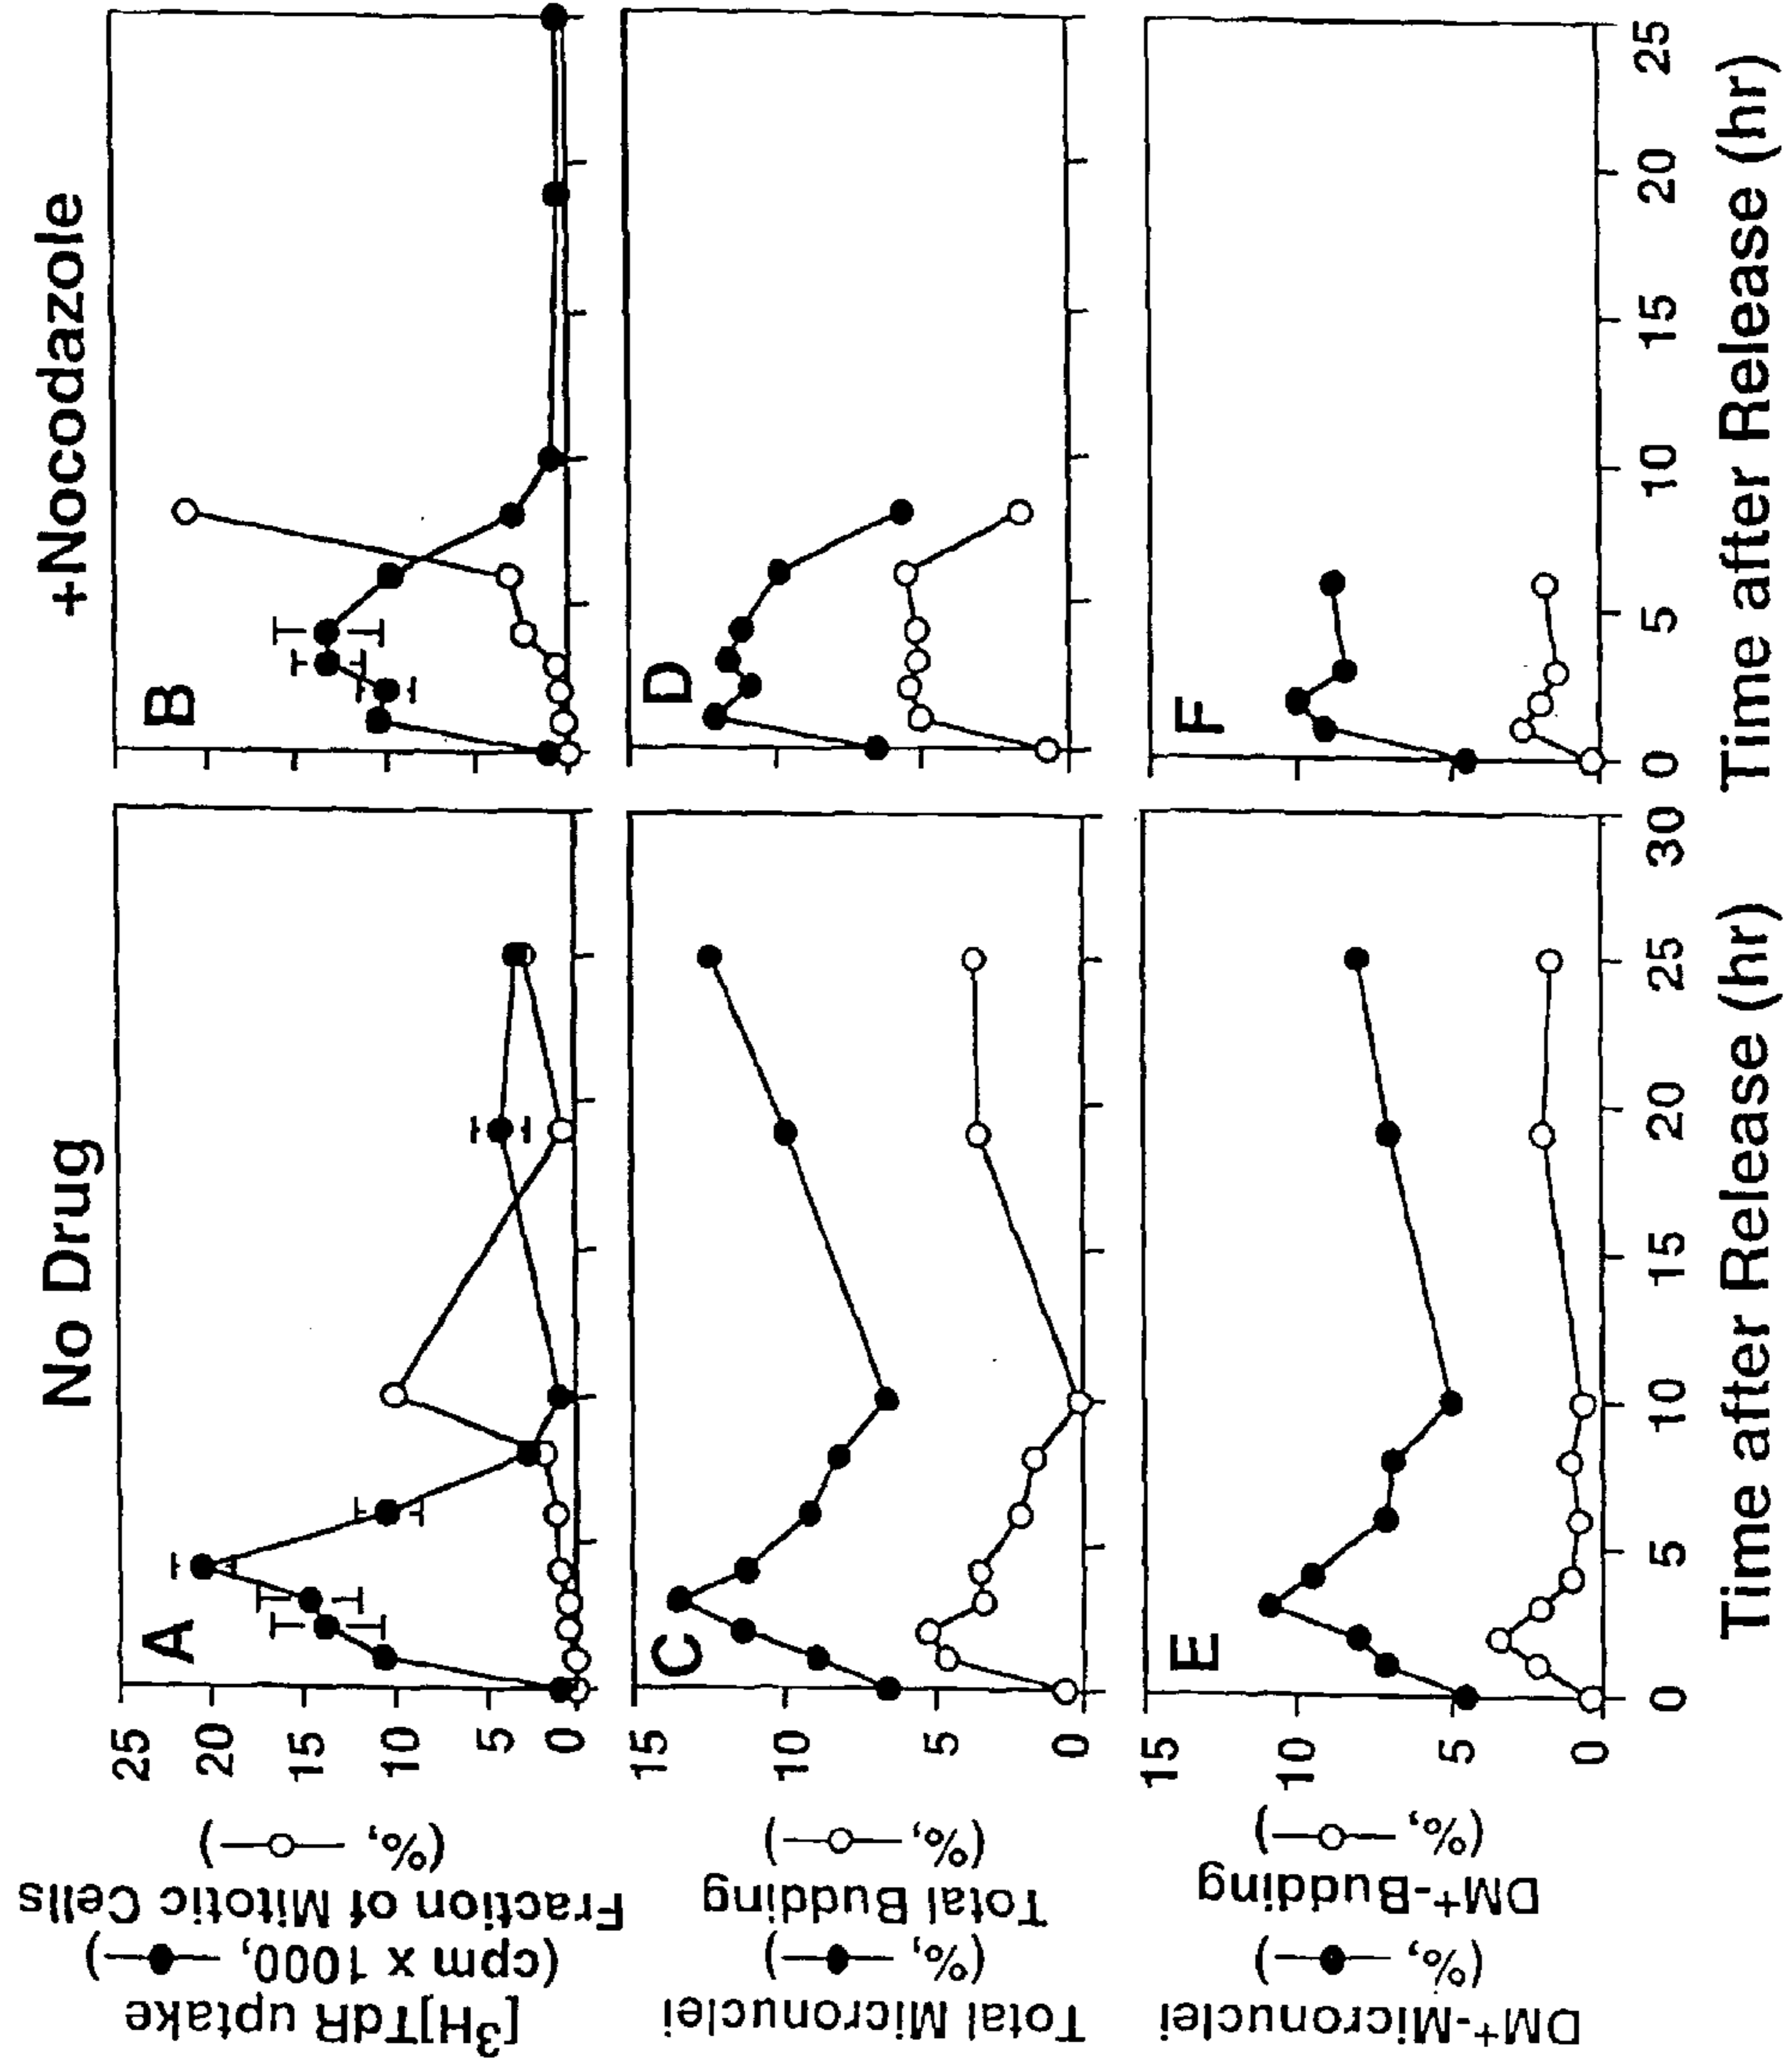 No Drug
+Nocodazole
[³H]TdR uptake
(cpm x 1000, —●—)
Fraction of Mitotic Cells
(%, —○—)
25
20
15
10
5
0
A
B
Total Micronuclei
(%, —●—)
Total Budding
(%, —○—)
15
10
5
0
C
D
DM⁺-Micronuclei
(%, —●—)
DM⁺-Budding
(%, —○—)
15
10
5
0
E
F
0 5 10 15 20 25 30
0 5 10 15 20 25
Time after Release (hr)
Time after Release (hr)